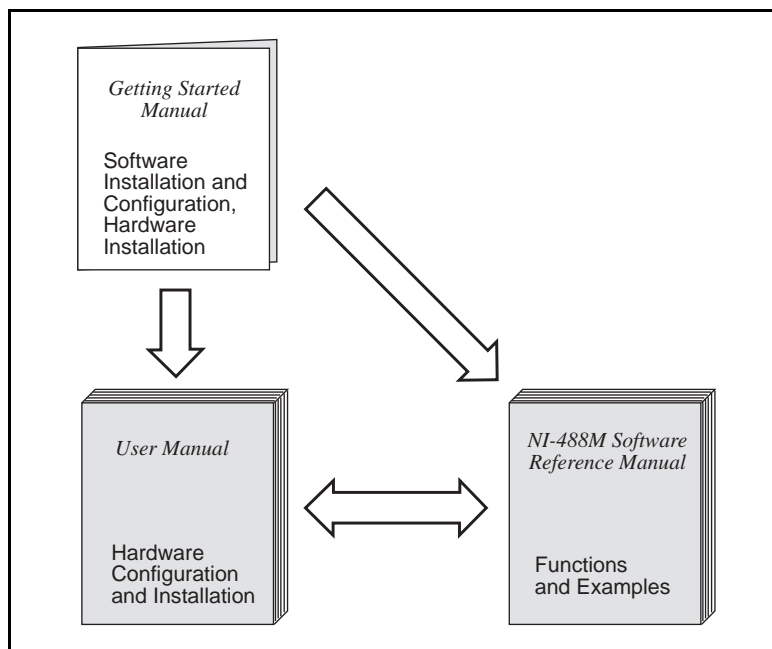 Getting Started
Manual
Software
Installation and
Configuration,
Hardware
Installation
User Manual
Hardware
Configuration
and Installation
NI-488M Software
Reference Manual
Functions
and Examples